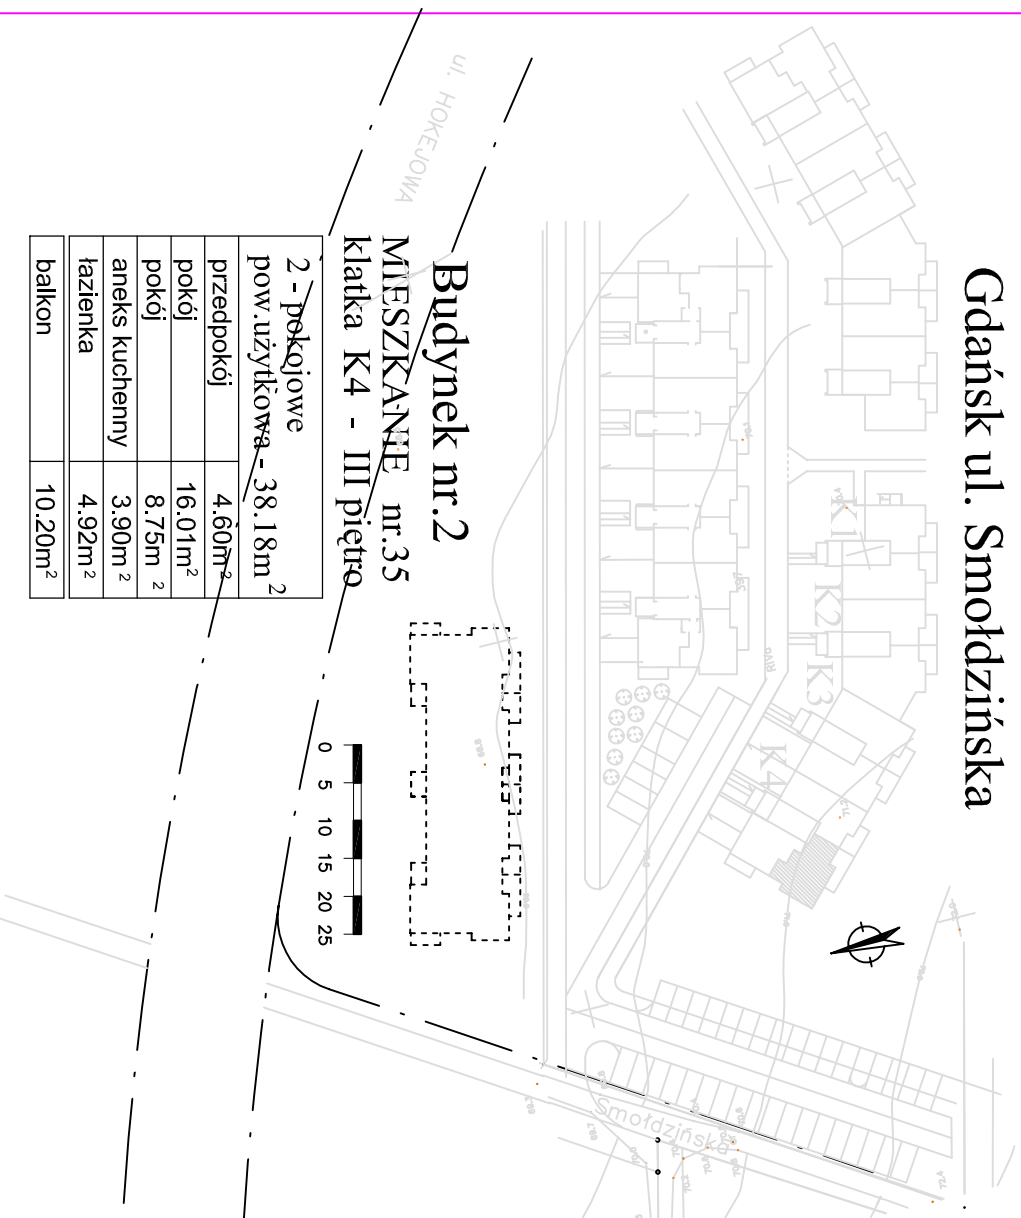 Gdańsk ul. Smołdzińska
Budynek nr.2
MIESZKANIE nr.35
klatka K4 - III piętro
2 - pokojowe
pow.użytkowa - 38.18m²
przedpokój 4.60m²
pokój 16.01m²
pokój 8.75m²
aneks kuchenny 3.90m²
łazienka 4.92m²
balkon 10.20m²
ul. HOKEJOWA
K1
K2
K3
K4
0 5 10 15 20 25
Smołdzińska